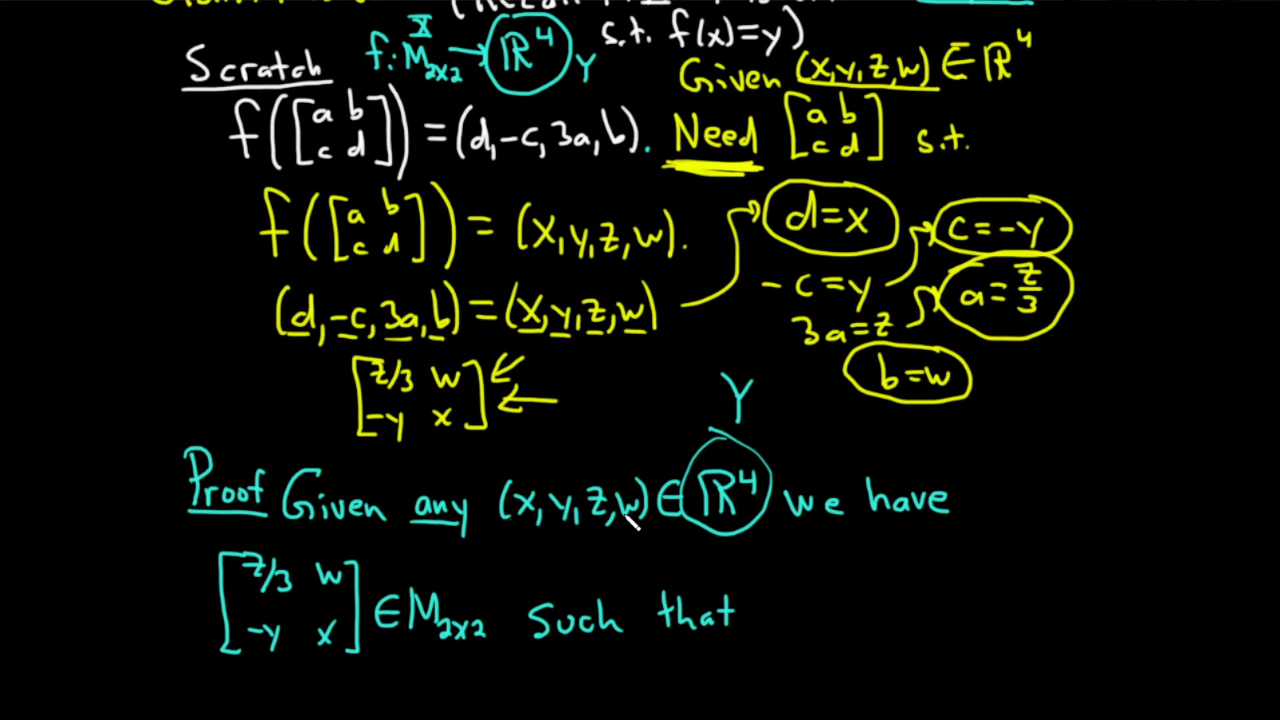 s.t. f(x)=y)
Scratch f: M₂ₓ₂ → ℝ⁴ X Y
Given (x,y,z,w) ∈ ℝ⁴
f([a b; c d]) = (d,-c,3a,b). Need [a b; c d] s.t.
f([a b; c d]) = (x,y,z,w). d=x c=-y
-c=y a=z/3
(d,-c,3a,b)=(x,y,z,w) 3a=z
b=w
[z/3 w; -y x]
Y
Proof Given any (x,y,z,w) ∈ ℝ⁴ we have
[z/3 w; -y x] ∈ M₂ₓ₂ such that